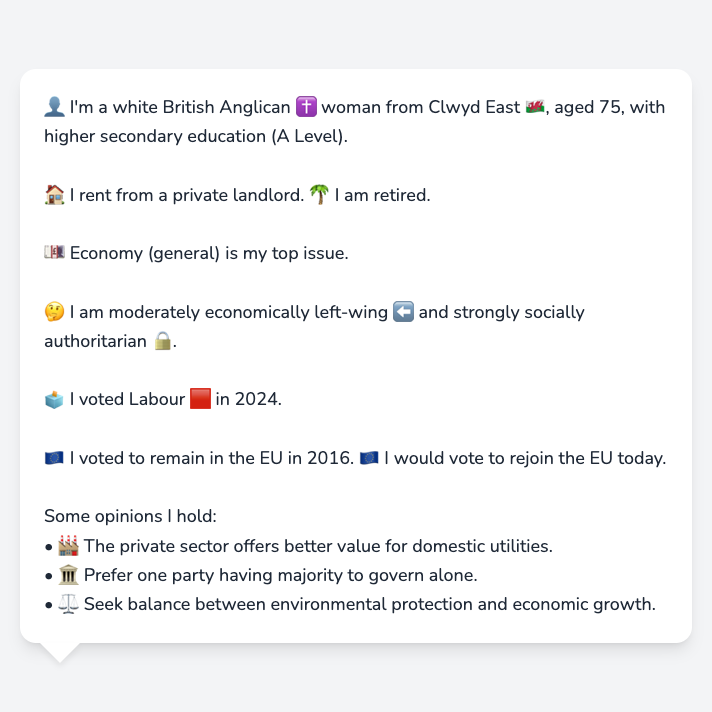 👤 I'm a white British Anglican ✝️ woman from Clwyd East 🏴󠁧󠁢󠁷󠁬󠁳󠁿, aged 75, with
higher secondary education (A Level).
🏠 I rent from a private landlord. 🌴 I am retired.
💷 Economy (general) is my top issue.
🤔 I am moderately economically left-wing ⬅️ and strongly socially
authoritarian 🔒.
🗳️ I voted Labour 🟥 in 2024.
🇪🇺 I voted to remain in the EU in 2016. 🇪🇺 I would vote to rejoin the EU today.
Some opinions I hold:
• 🏭 The private sector offers better value for domestic utilities.
• 🏛️ Prefer one party having majority to govern alone.
• ⚖️ Seek balance between environmental protection and economic growth.